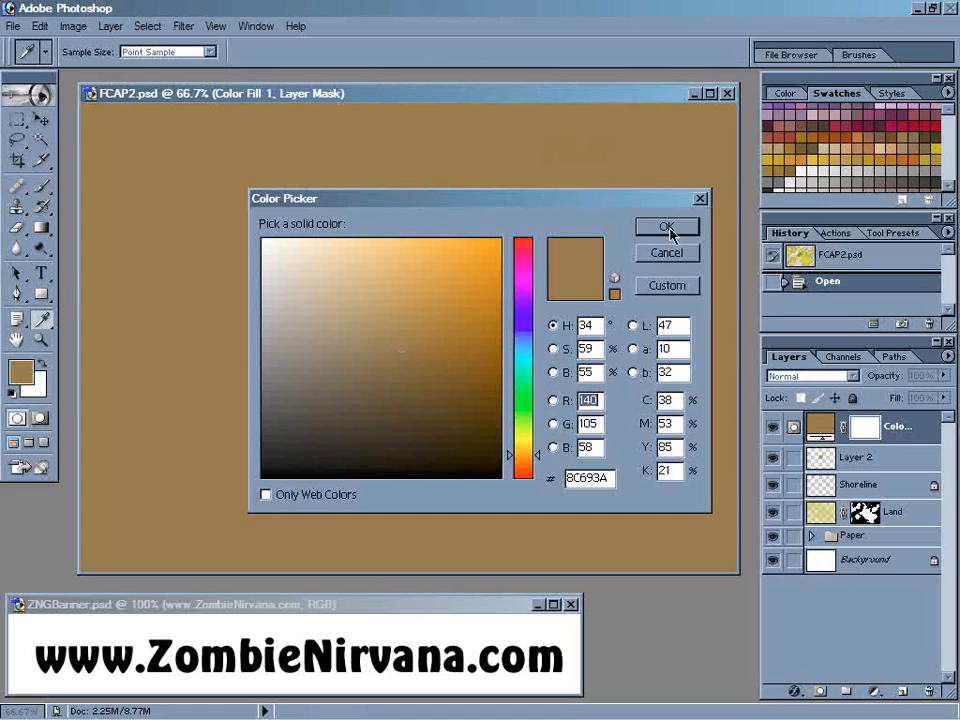 Adobe Photoshop
File Edit Image Layer Select Filter View Window Help
Sample Size: Point Sample
File Browser Brushes
FCAP2.psd @ 66.7% (Color Fill 1, Layer Mask)
Color Swatches Styles
Color Picker
Pick a solid color:
OK
Cancel
Custom
H: 34 °
S: 59 %
B: 55 %
R: 140
G: 105
B: 58
# 8C693A
L: 47
a: 10
b: 32
C: 38 %
M: 53 %
Y: 85 %
K: 21 %
Only Web Colors
History Actions Tool Presets
FCAP2.psd
Open
Layers Channels Paths
Normal Opacity: 100%
Lock: Fill: 100%
Colo...
Layer 2
Shoreline
Land
Paper
Background
ZNGBanner.psd @ 100% (www.ZombieNirvana.com, RGB)
www.ZombieNirvana.com
66.67% Doc: 2.25M/8.77M